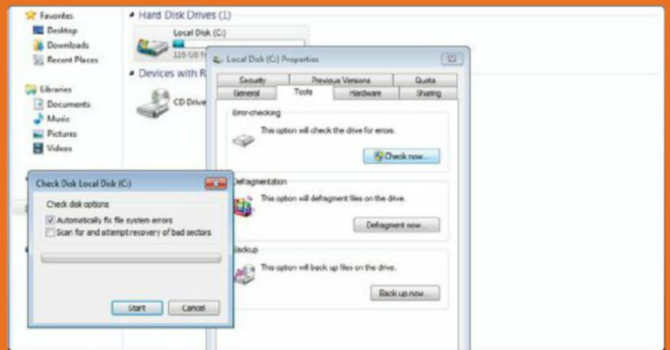 Favorites
Desktop
Downloads
Recent Places
Libraries
Documents
Music
Pictures
Videos
Hard Disk Drives (1)
Local Disk (C:)
Devices with R
CD Drive
Local Disk (C:) Properties
Security Previous Versions Quota
General Tools Hardware Sharing
Error-checking
This option will check the drive for errors.
Check now...
Defragmentation
This option will defragment files on the drive.
Defragment now...
Backup
This option will back up files on the drive.
Back up now...
Check Disk Local Disk (C:)
Check disk options
Automatically fix file system errors
Scan for and attempt recovery of bad sectors
Start Cancel